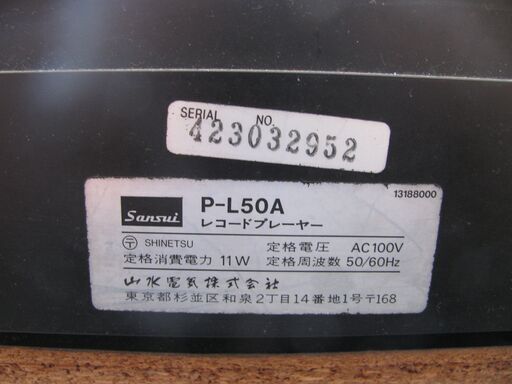 SERIAL NO.
423032952
Sansui P-L50A 13188000
レコードプレーヤー
〒 SHINETSU 定格電圧 AC100V
定格消費電力 11W 定格周波数 50/60Hz
山水電気株式会社
東京都杉並区和泉2丁目14番地1号〒168